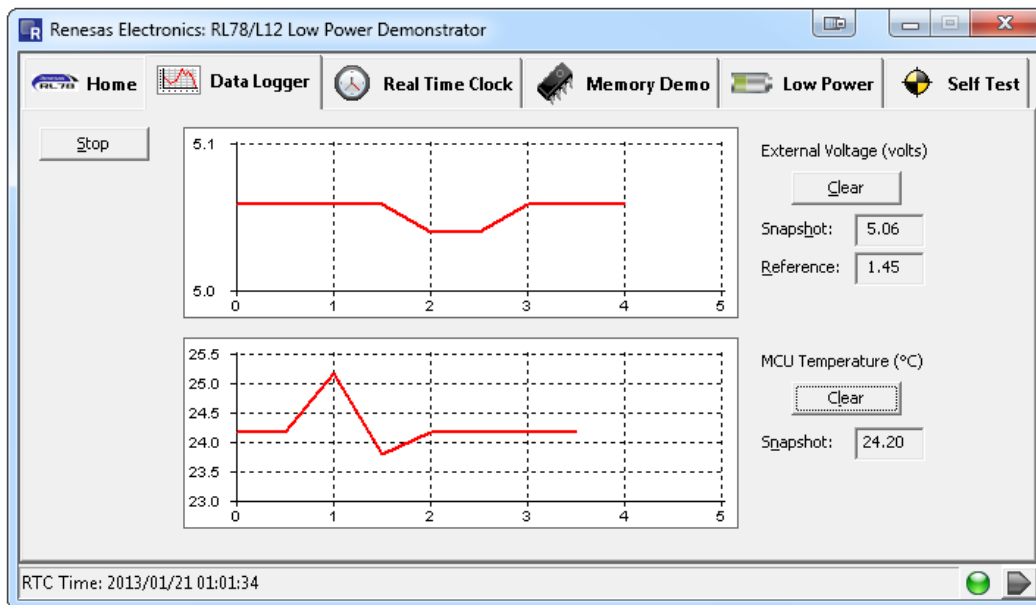 Renesas Electronics: RL78/L12 Low Power Demonstrator
RENESAS RL78 Home Data Logger Real Time Clock Memory Demo Low Power Self Test
Stop
5.1
5.0
0 1 2 3 4 5
External Voltage (volts)
Clear
Snapshot: 5.06
Reference: 1.45
25.5
25.0
24.5
24.0
23.5
23.0
0 1 2 3 4 5
MCU Temperature (°C)
Clear
Snapshot: 24.20
RTC Time: 2013/01/21 01:01:34